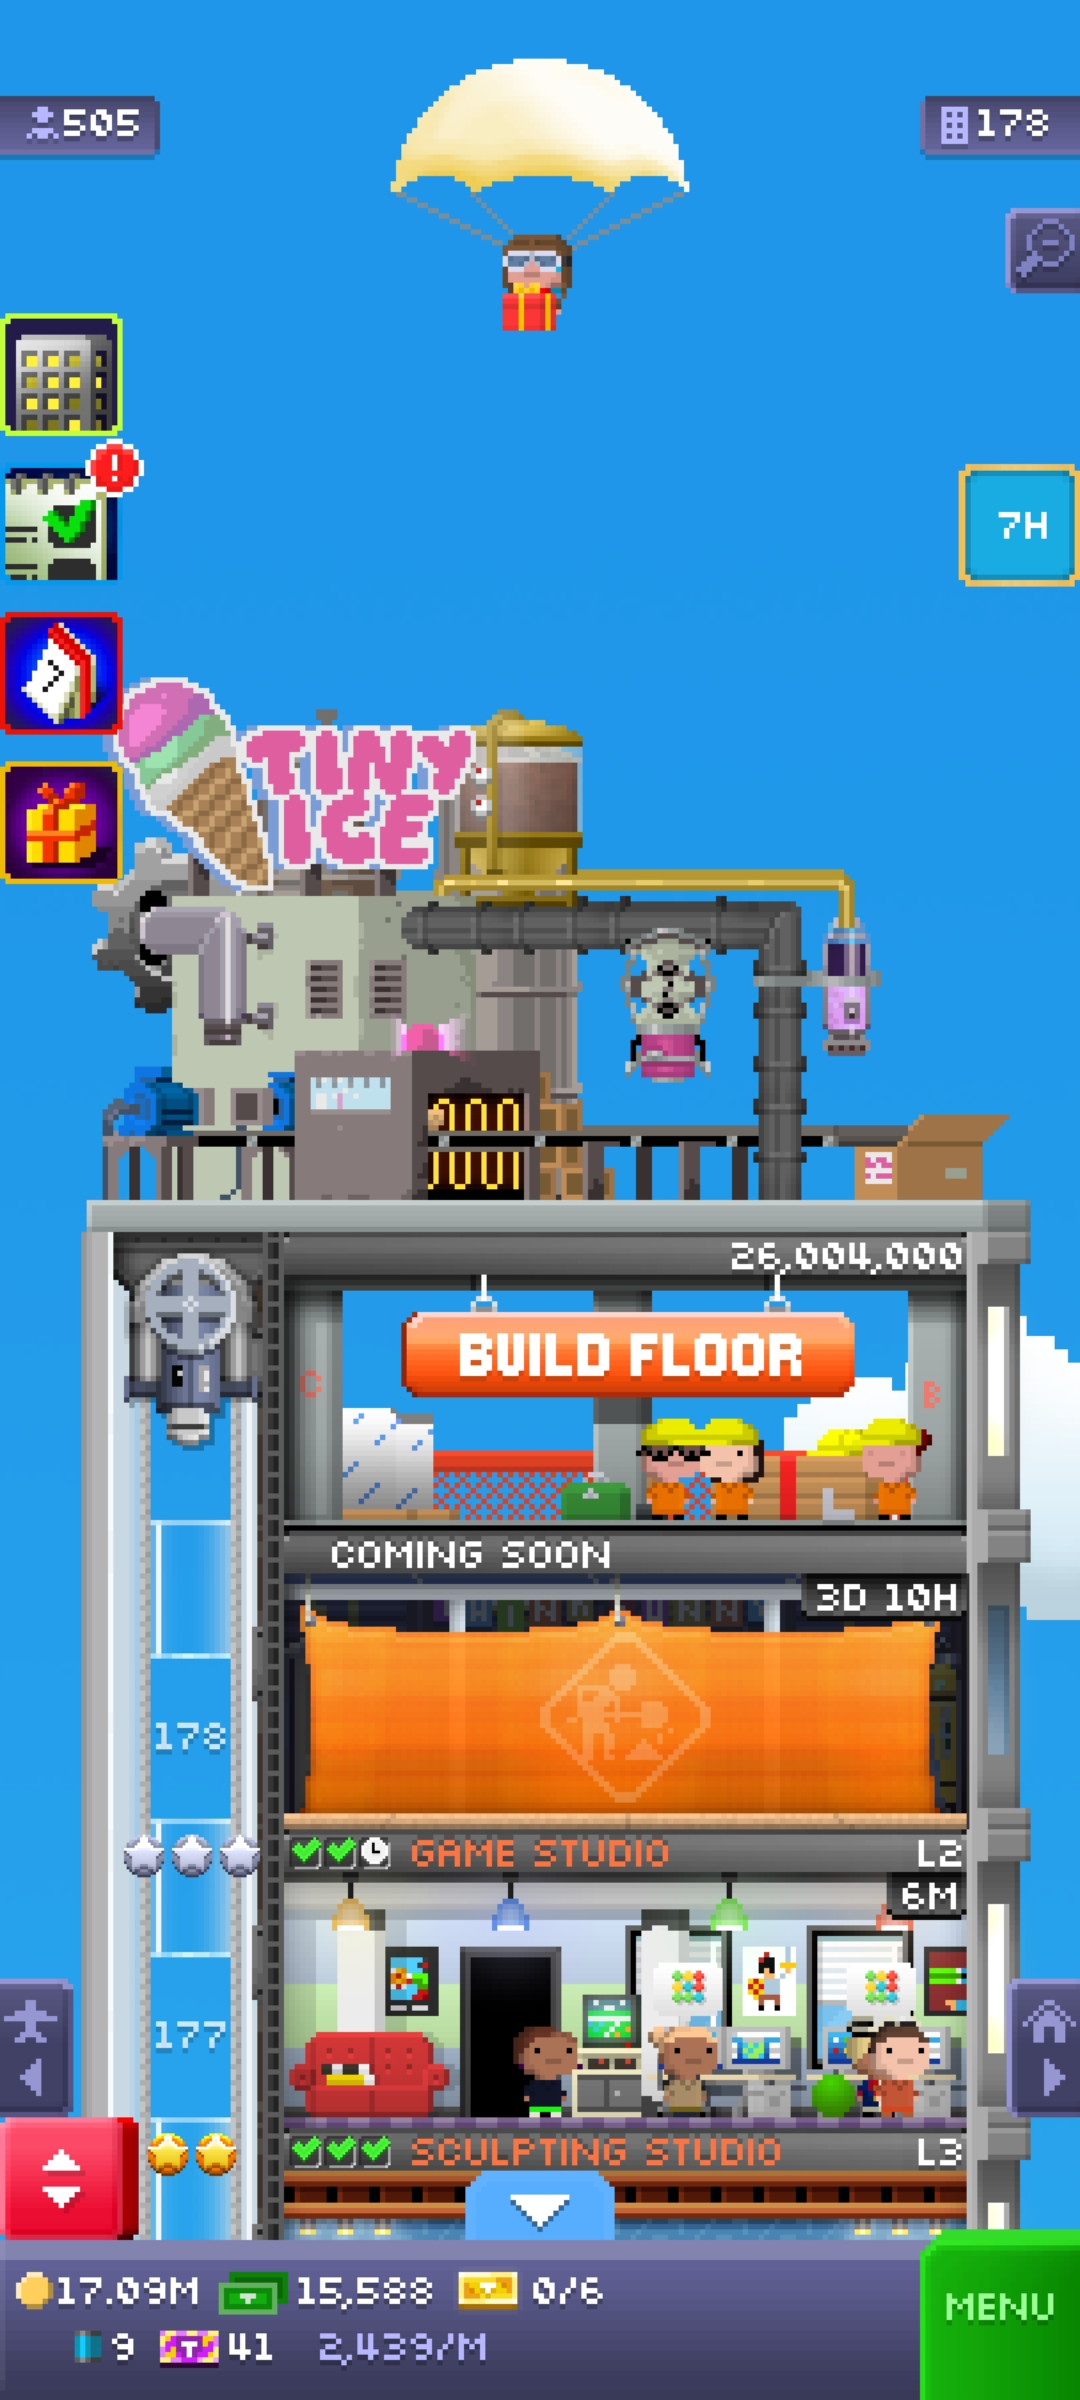 505
178
7H
TINY
ICE
26,004,000
BUILD FLOOR
C
B
COMING SOON
3D 10H
178
GAME STUDIO
L2
6M
177
SCULPTING STUDIO
L3
17.09M
15,588
0/6
MENU
9
T
41
2,439/M